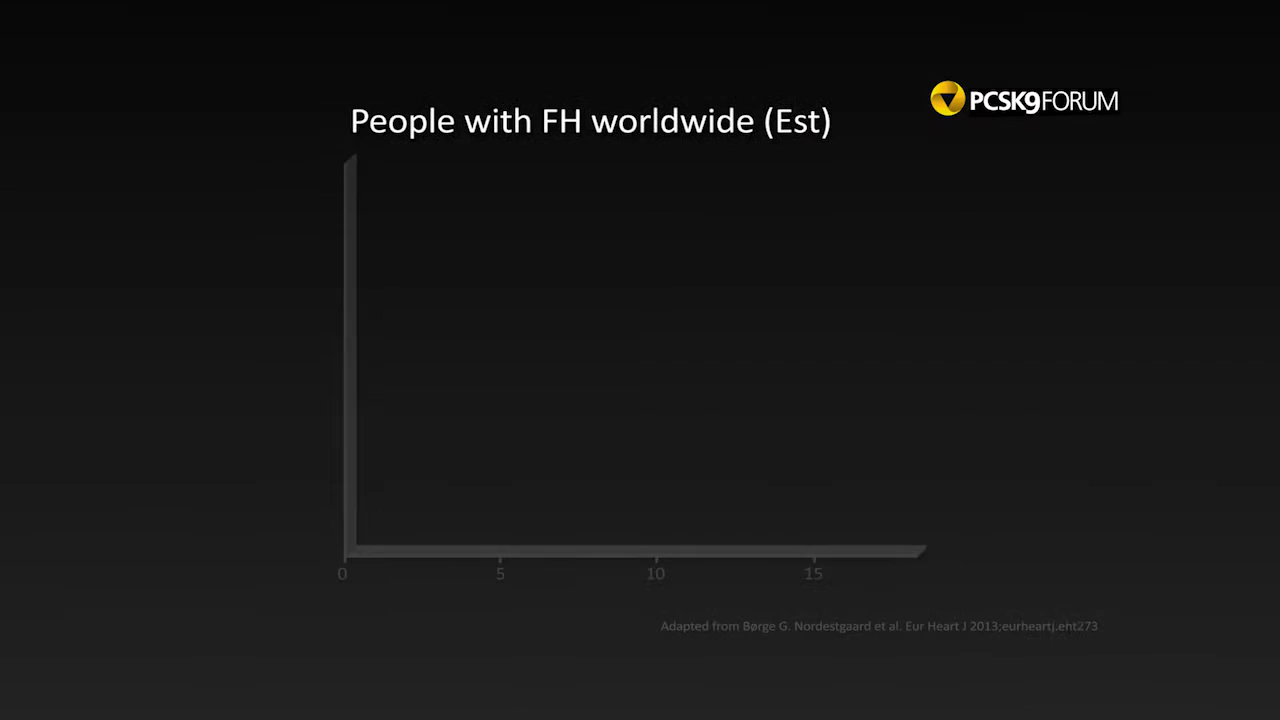 PCSK9FORUM
People with FH worldwide (Est)
0 5 10 15
Adapted from Børge G. Nordestgaard et al. Eur Heart J 2013;eurheartj.eht273